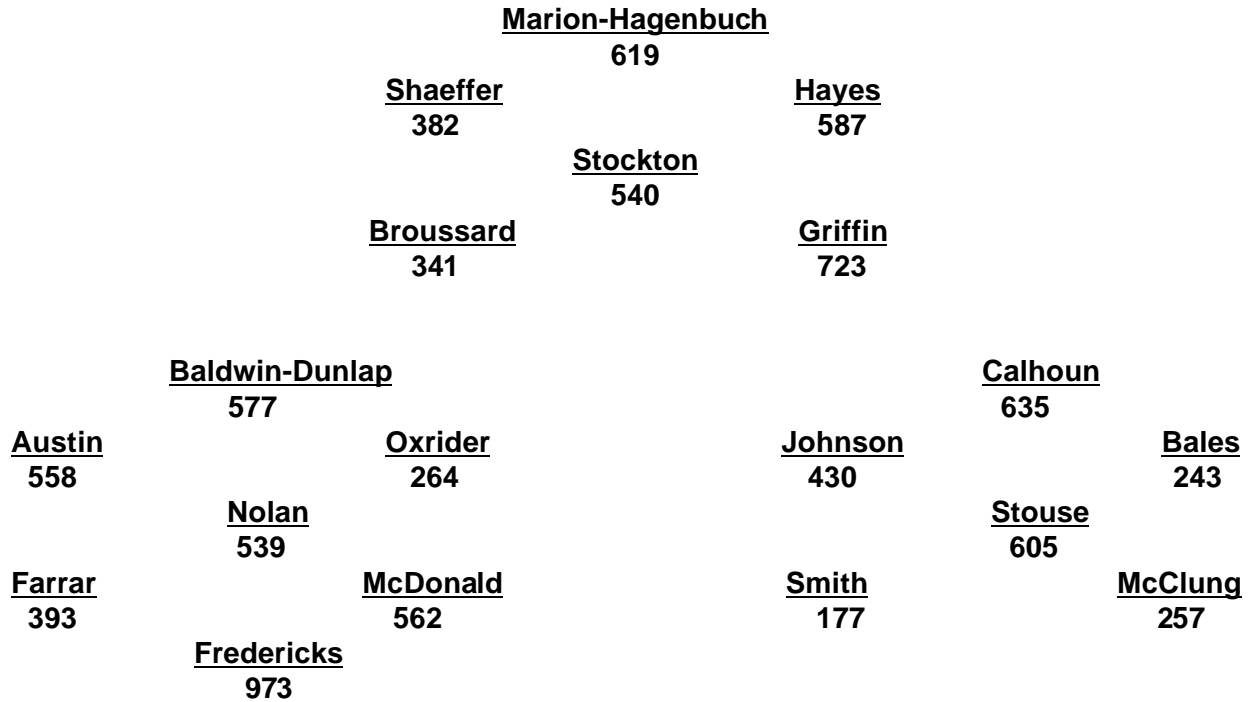 Marion-Hagenbuch
619
Shaeffer Hayes
382 587
Stockton
540
Broussard Griffin
341 723
Baldwin-Dunlap Calhoun
577 635
Austin Oxrider Johnson Bales
558 264 430 243
Nolan Stouse
539 605
Farrar McDonald Smith McClung
393 562 177 257
Fredericks
973